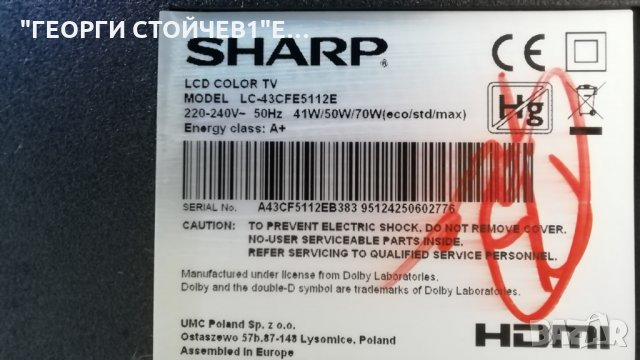 "ГЕОРГИ СТОЙЧЕВ1"Е...
SHARP®
LCD COLOR TV
MODEL LC-43CFE5112E
220-240V~ 50Hz 41W/50W/70W(eco/std/max)
Energy class: A+
CE
Hg
SERIAL No. A43CF5112EB383 95124250602776
CAUTION: TO PREVENT ELECTRIC SHOCK, DO NOT REMOVE COVER.
NO-USER SERVICEABLE PARTS INSIDE.
REFER SERVICING TO QUALIFIED SERVICE PERSONNEL.
Manufactured under license from Dolby Laboratories.
Dolby and the double-D symbol are trademarks of Dolby Laboratories.
UMC Poland Sp. z o.o.
Ostaszewo 57b,87-148 Lysomice, Poland
Assembled in Europe
HDMI
BAZAR